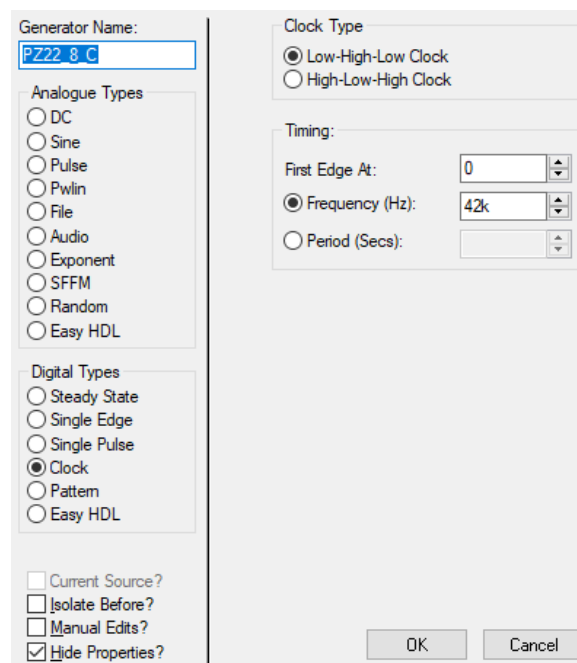 Generator Name:
PZ22_8_C
Analogue Types
DC
Sine
Pulse
Pwlin
File
Audio
Exponent
SFFM
Random
Easy HDL
Digital Types
Steady State
Single Edge
Single Pulse
Clock
Pattern
Easy HDL
Current Source?
Isolate Before?
Manual Edits?
Hide Properties?
Clock Type
Low-High-Low Clock
High-Low-High Clock
Timing:
First Edge At: 0
Frequency (Hz): 42k
Period (Secs):
OK Cancel